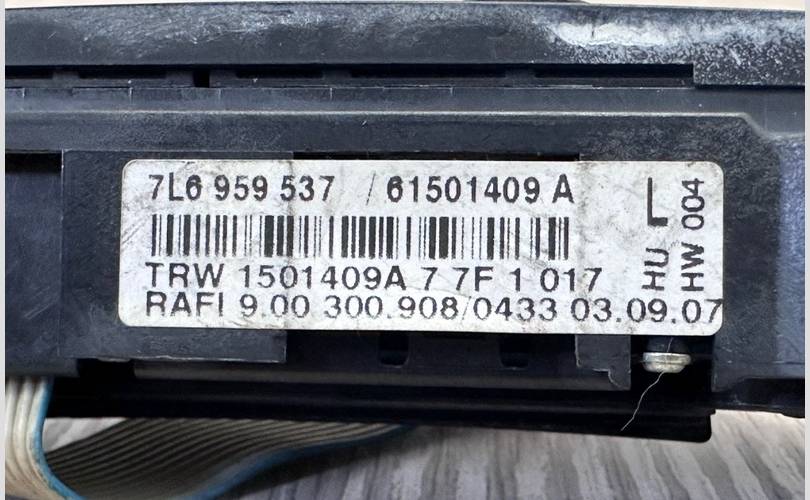 7L6 959 537 / 61501409 A
TRW 1501409A 7 7F 1 017
RAFI 9.00 300.908/0433 03.09.07
L
HU
HW 004